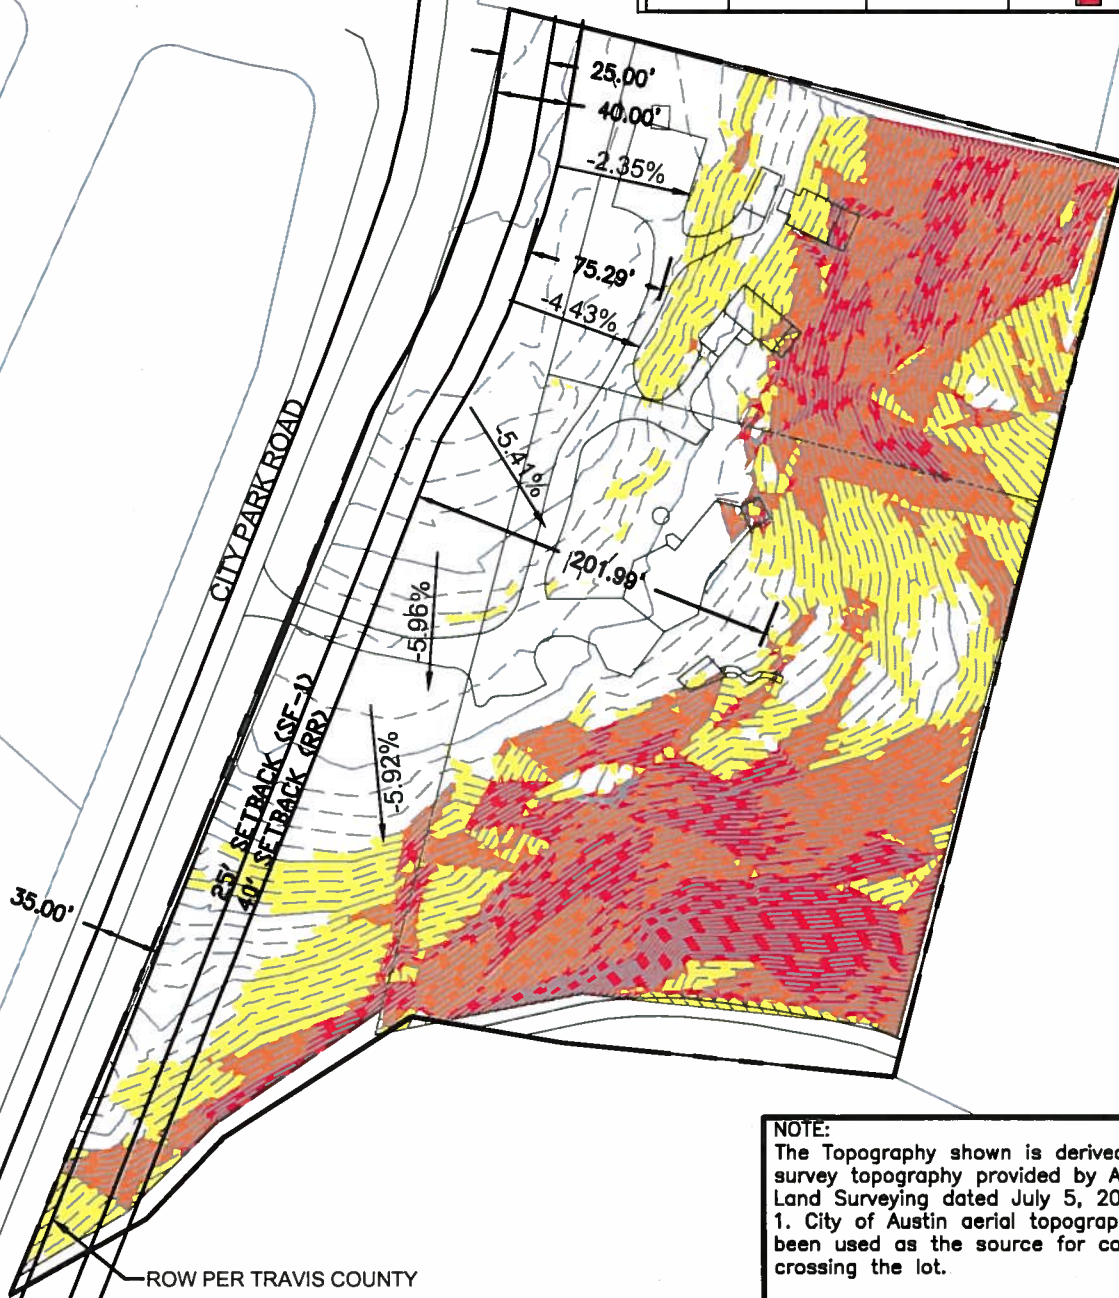 25.00'
40.00'
-2.35%
75.29'
-4.43%
-5.41%
CITY PARK ROAD
201.99'
-5.96%
25' SETBACK (SF-1)
40' SETBACK (RR)
-5.92%
35.00'
ROW PER TRAVIS COUNTY
NOTE:
The Topography shown is derived
survey topography provided by A
Land Surveying dated July 5, 20
1. City of Austin aerial topograp
been used as the source for co
crossing the lot.